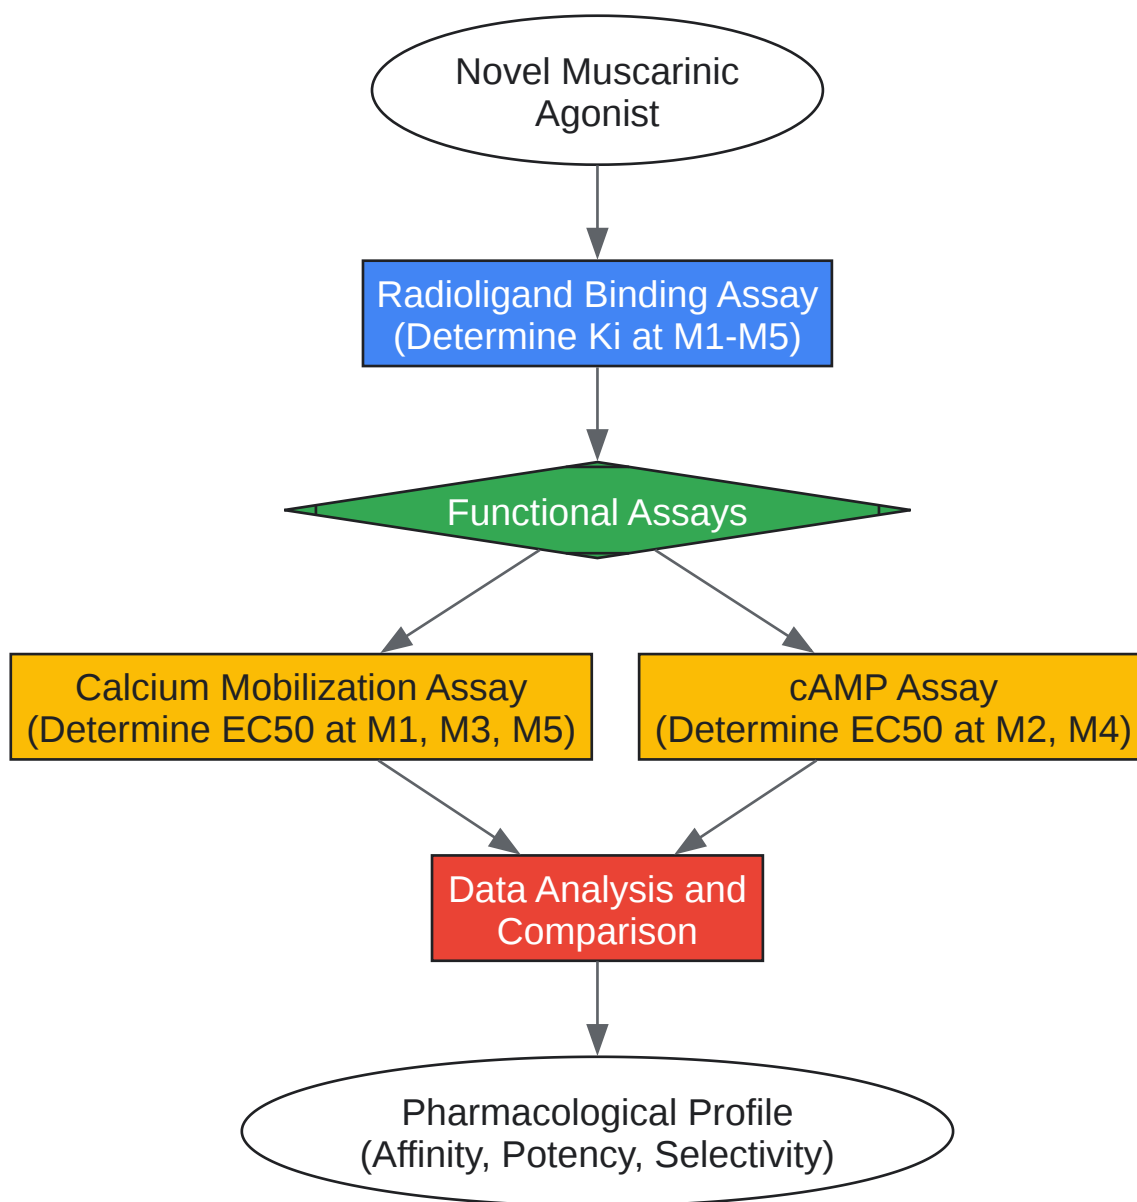 Novel Muscarinic
Agonist
Radioligand Binding Assay
(Determine Ki at M1-M5)
Functional Assays
Calcium Mobilization Assay
(Determine EC50 at M1, M3, M5)
cAMP Assay
(Determine EC50 at M2, M4)
Data Analysis and
Comparison
Pharmacological Profile
(Affinity, Potency, Selectivity)